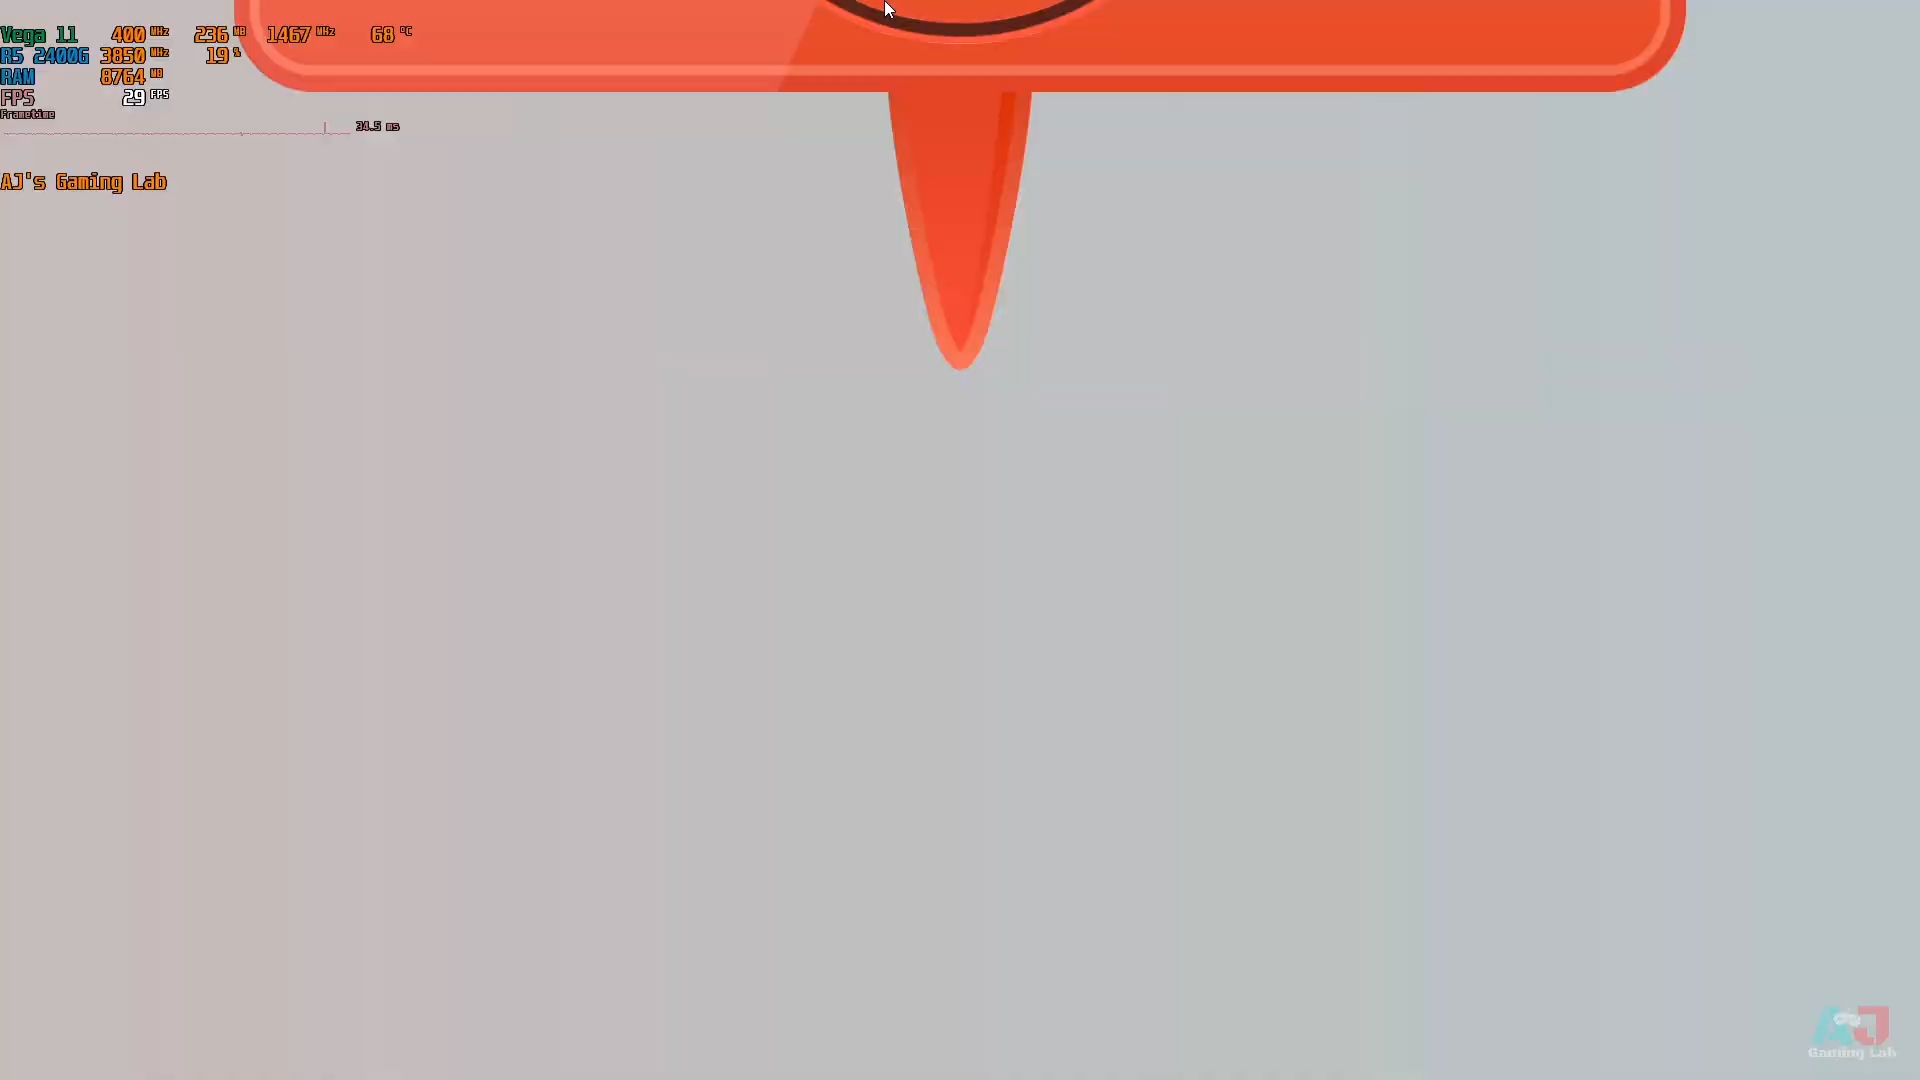 Vega 11 400 MHz 236 MB 1467 MHz 68 °C
R5 2400G 3850 MHz 19 %
RAM 8764 MB
FPS 29 FPS
Frametime
34.5 ms
AJ's Gaming Lab
AJ
Gaming Lab